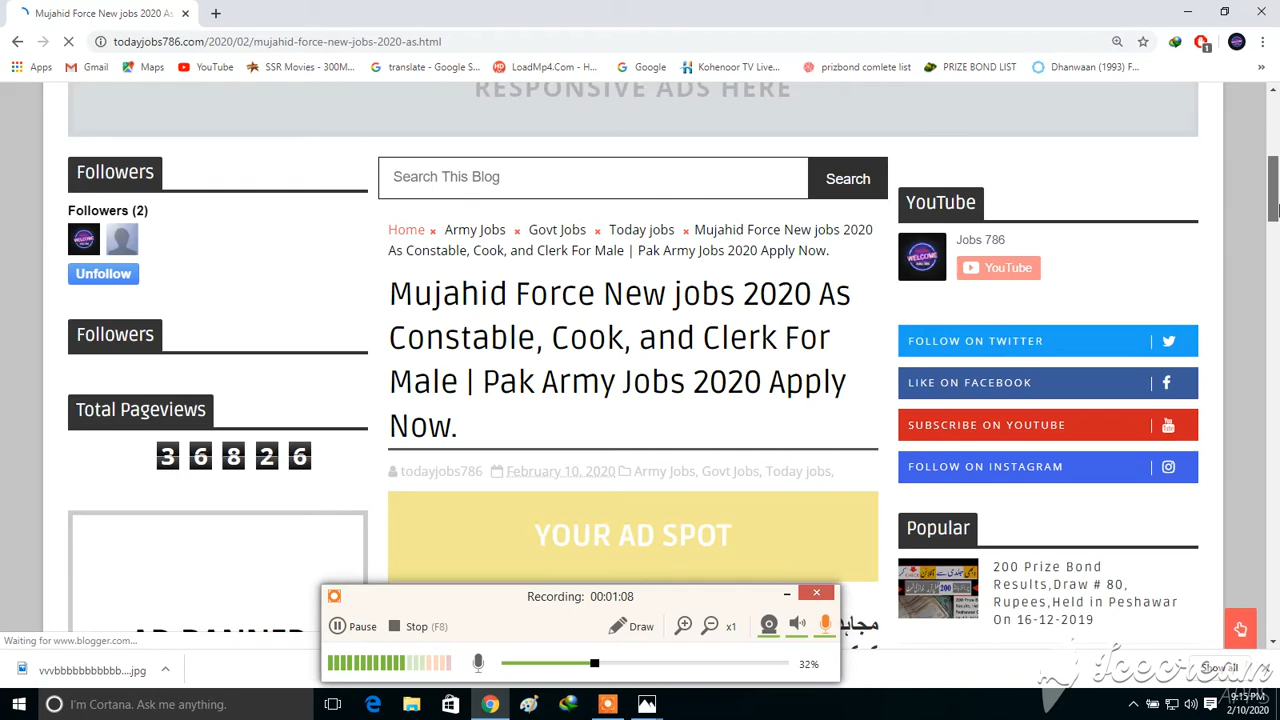 Mujahid Force New jobs 2020 As
todayjobs786.com/2020/02/mujahid-force-new-jobs-2020-as.html
1
Apps Gmail Maps YouTube SSR Movies - 300M... translate - Google S... LoadMp4.Com - H... Google Kohenoor TV Live... prizbond comlete list PRIZE BOND LIST Dhanwaan (1993) F... »
RESPONSIVE ADS HERE
Followers
Followers (2)
Unfollow
Followers
Total Pageviews
3 6 8 2 6
AD BANNER
Search This Blog Search
Home × Army Jobs × Govt Jobs × Today jobs × Mujahid Force New jobs 2020
As Constable, Cook, and Clerk For Male | Pak Army Jobs 2020 Apply Now.
Mujahid Force New jobs 2020 As
Constable, Cook, and Clerk For
Male | Pak Army Jobs 2020 Apply
Now.
todayjobs786 February 10, 2020 Army Jobs, Govt Jobs, Today jobs,
YOUR AD SPOT
YouTube
Jobs 786
YouTube
FOLLOW ON TWITTER
LIKE ON FACEBOOK
SUBSCRIBE ON YOUTUBE
FOLLOW ON INSTAGRAM
Popular
200 Prize Bond
Results,Draw # 80,
Rupees,Held in Peshawar
On 16-12-2019
Recording: 00:01:08
Pause Stop (F8) Draw x1
32%
Waiting for www.blogger.com...
vvvbbbbbbbbbbb....jpg
Show all
Icecream
APPS
I'm Cortana. Ask me anything.
9:15 PM
2/10/2020